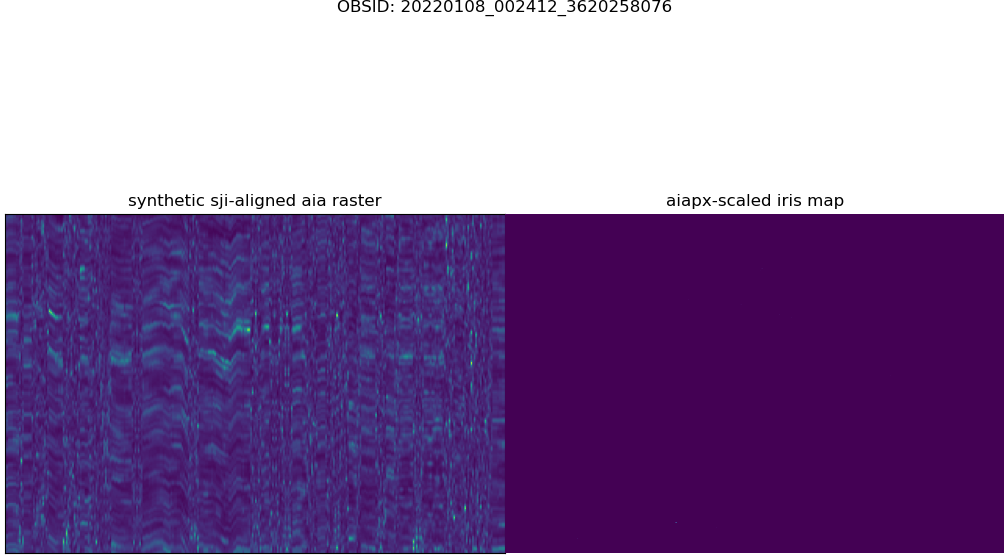 OBSID: 20220108_002412_3620258076
synthetic sji-aligned aia raster
aiapx-scaled iris map